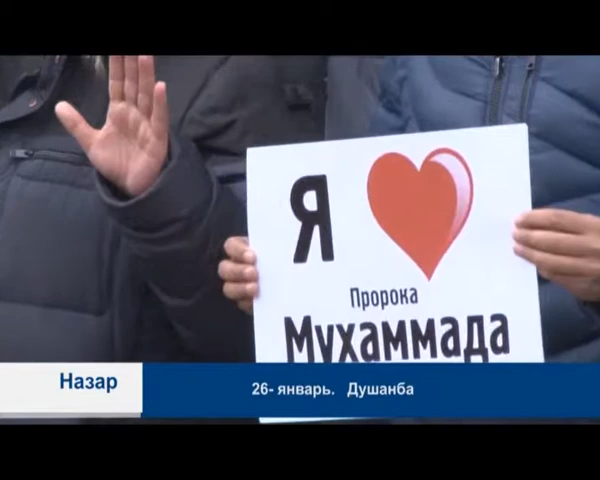 Я
Пророка
Мухаммада
Назар
26- январь. Душанба